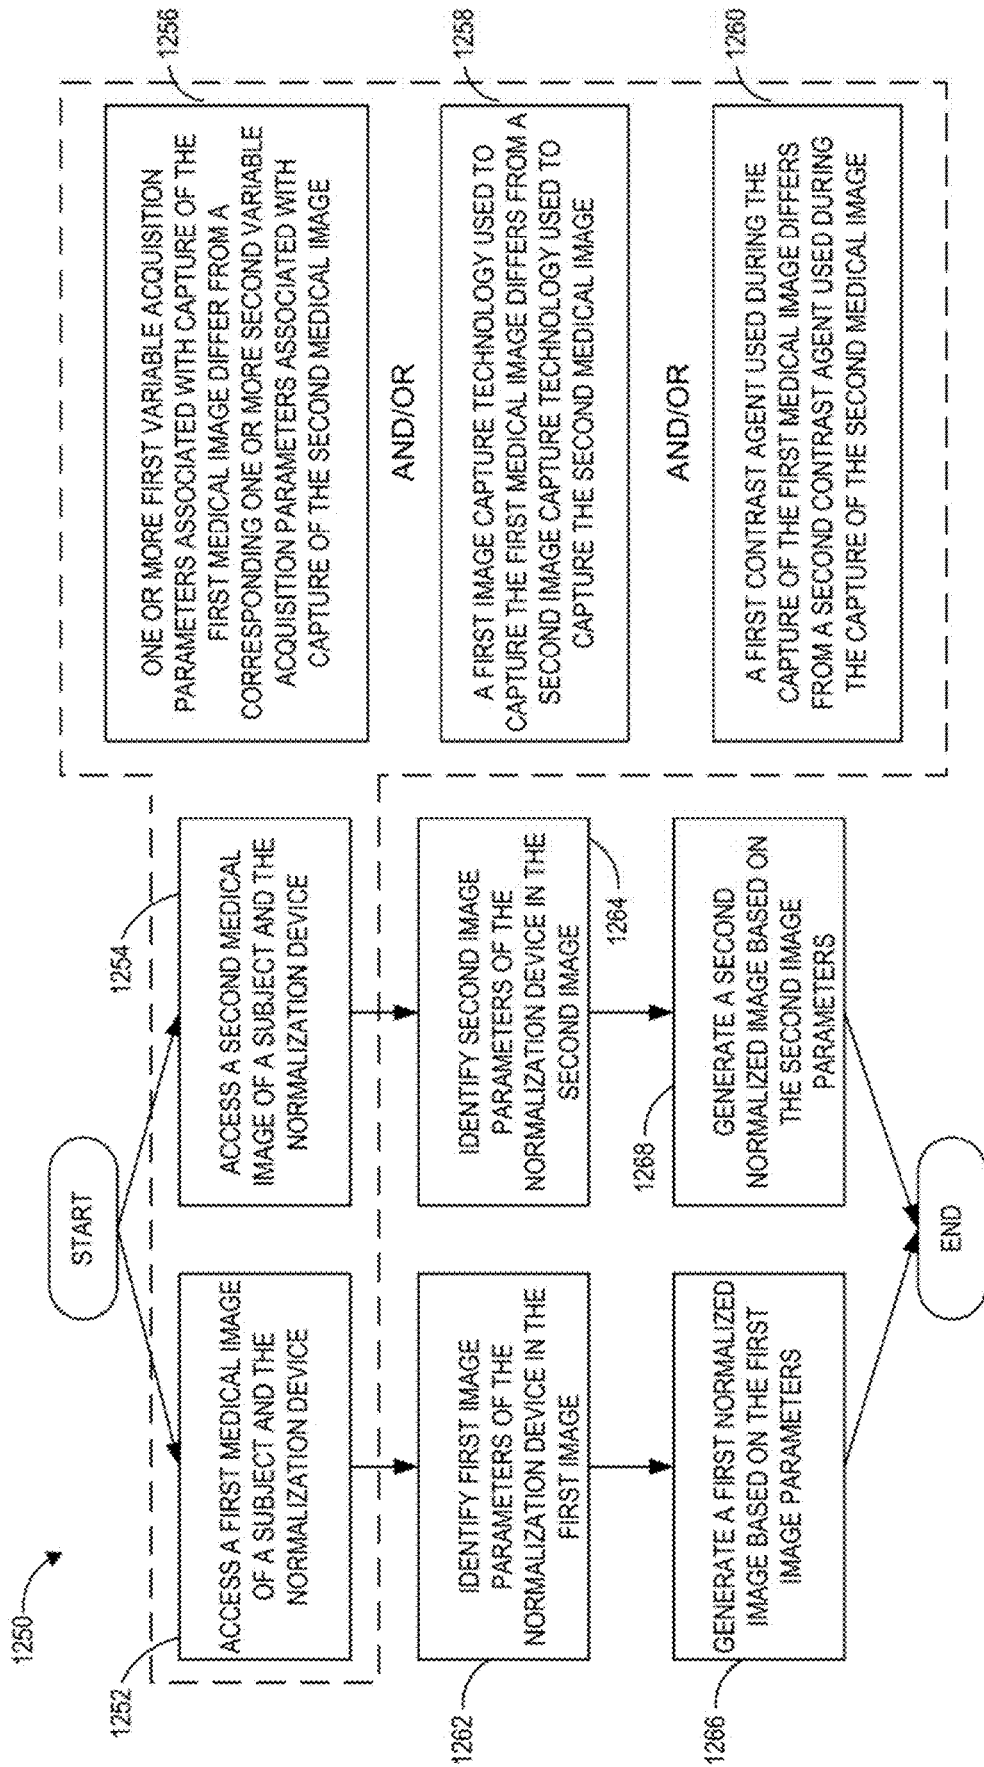 1250
START
1252
ACCESS A FIRST MEDICAL IMAGE
OF A SUBJECT AND THE
NORMALIZATION DEVICE
1254
ACCESS A SECOND MEDICAL
IMAGE OF A SUBJECT AND THE
NORMALIZATION DEVICE
1256
ONE OR MORE FIRST VARIABLE ACQUISITION
PARAMETERS ASSOCIATED WITH CAPTURE OF THE
FIRST MEDICAL IMAGE DIFFER FROM A
CORRESPONDING ONE OR MORE SECOND VARIABLE
ACQUISITION PARAMETERS ASSOCIATED WITH
CAPTURE OF THE SECOND MEDICAL IMAGE
AND/OR
1258
A FIRST IMAGE CAPTURE TECHNOLOGY USED TO
CAPTURE THE FIRST MEDICAL IMAGE DIFFERS FROM A
SECOND IMAGE CAPTURE TECHNOLOGY USED TO
CAPTURE THE SECOND MEDICAL IMAGE
AND/OR
1260
A FIRST CONTRAST AGENT USED DURING THE
CAPTURE OF THE FIRST MEDICAL IMAGE DIFFERS
FROM A SECOND CONTRAST AGENT USED DURING
THE CAPTURE OF THE SECOND MEDICAL IMAGE
1262
IDENTIFY FIRST IMAGE
PARAMETERS OF THE
NORMALIZATION DEVICE IN THE
FIRST IMAGE
IDENTIFY SECOND IMAGE
PARAMETERS OF THE
NORMALIZATION DEVICE IN THE
SECOND IMAGE
1264
1266
GENERATE A FIRST NORMALIZED
IMAGE BASED ON THE FIRST
IMAGE PARAMETERS
1268
GENERATE A SECOND
NORMALIZED IMAGE BASED ON
THE SECOND IMAGE
PARAMETERS
END